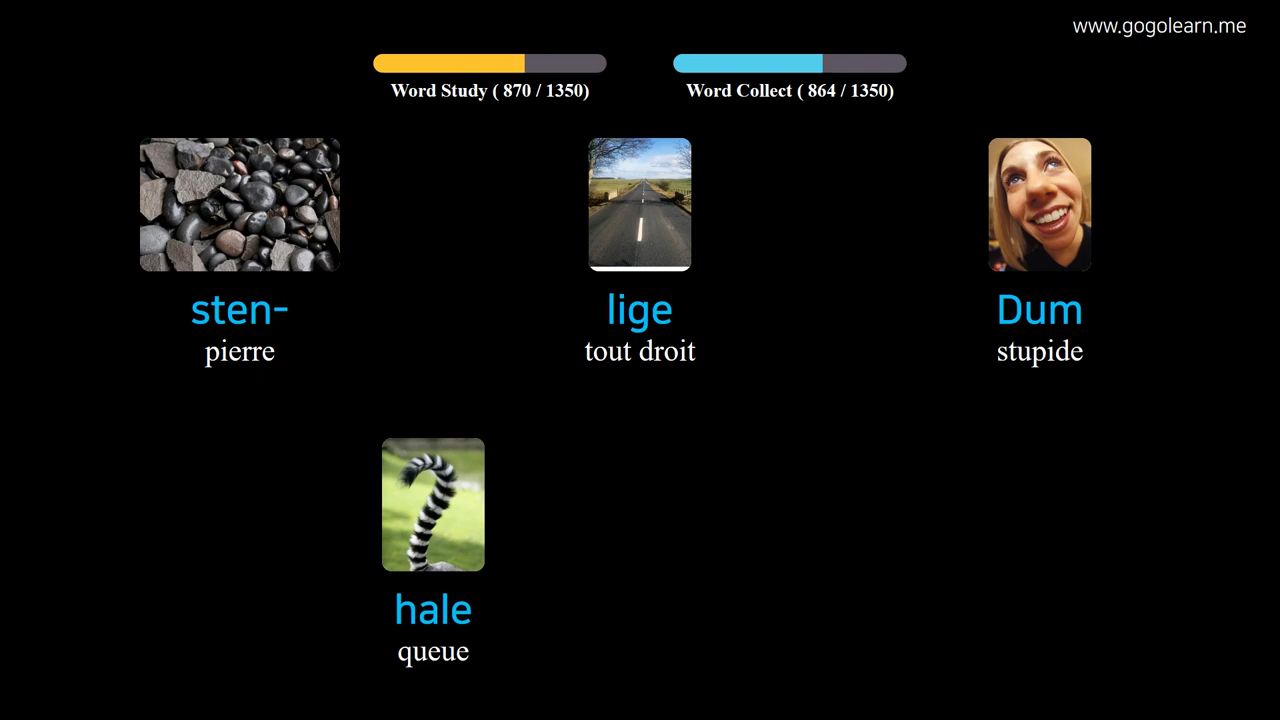 www.gogolearn.me
Word Study ( 870 / 1350)
Word Collect ( 864 / 1350)
sten-
pierre
lige
tout droit
Dum
stupide
hale
queue